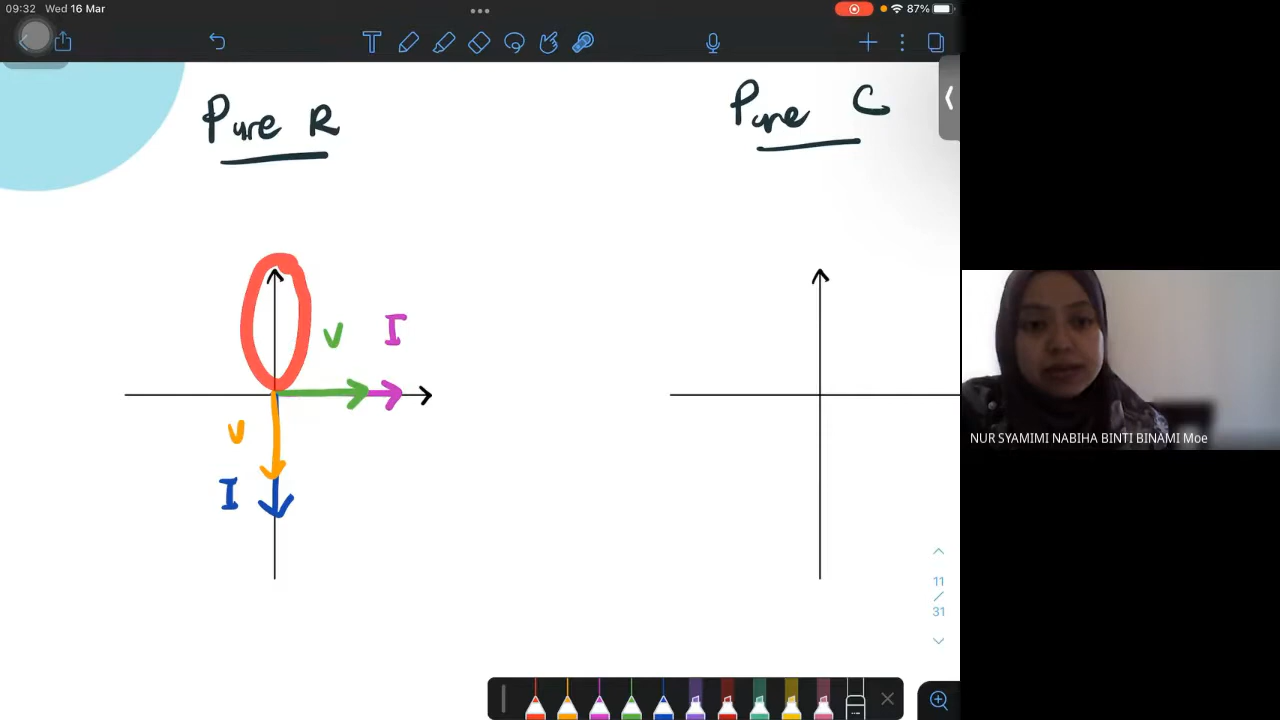 09:32 Wed 16 Mar
87%
T
Pure R
Pure C
V I
V
I
NUR SYAMIMI NABIHA BINTI BINAMI Moe
11
/
31